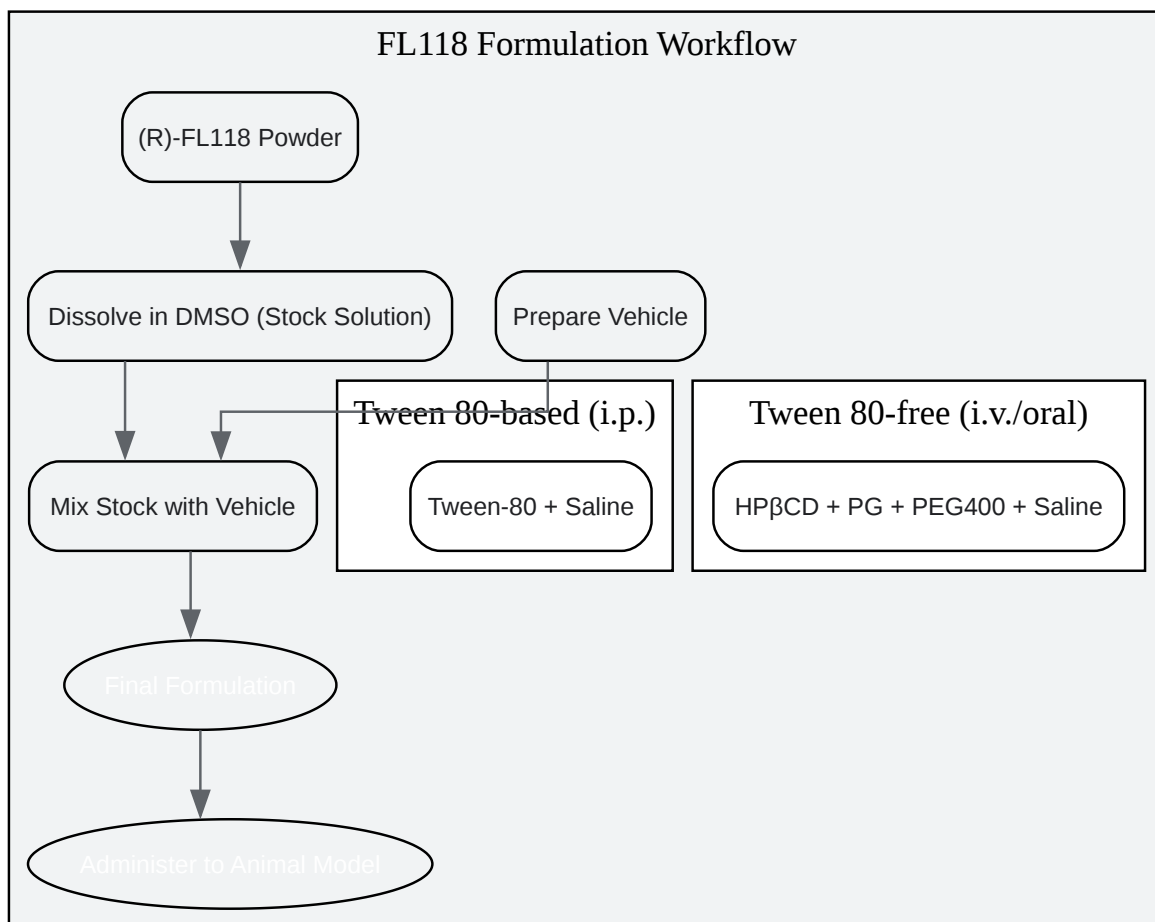 FL118 Formulation Workflow
(R)-FL118 Powder
Dissolve in DMSO (Stock Solution)
Prepare Vehicle
Tween 80-based (i.p.)
Tween 80-free (i.v./oral)
Mix Stock with Vehicle
Tween-80 + Saline
HPβCD + PG + PEG400 + Saline
Final Formulation
Administer to Animal Model